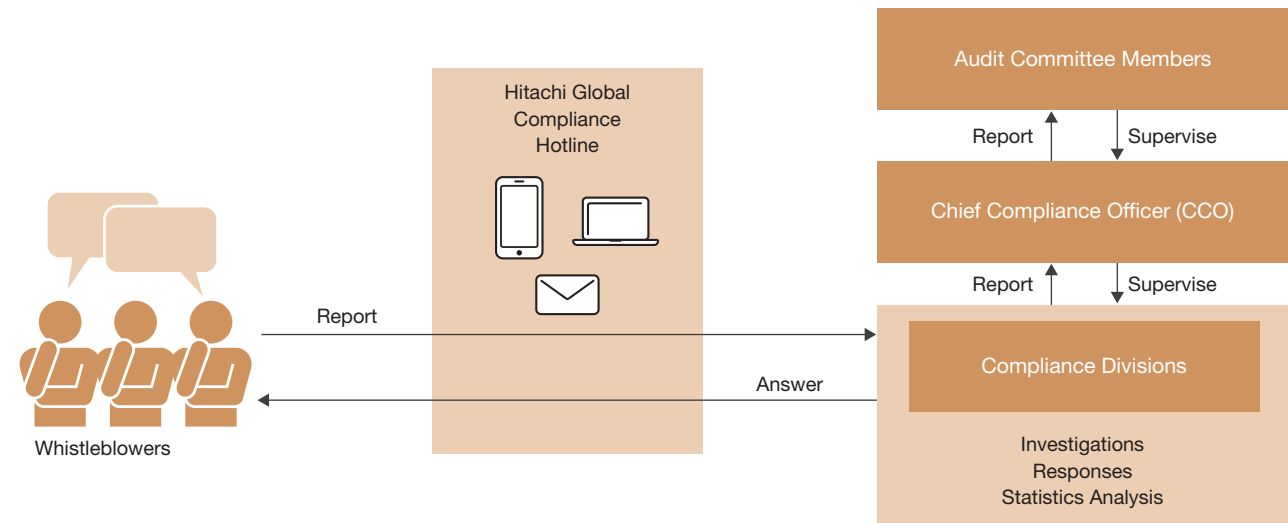 Hitachi Global
Compliance
Hotline
Audit Committee Members
Report
Supervise
Chief Compliance Officer (CCO)
Report
Supervise
Report
Compliance Divisions
Answer
Whistleblowers
Investigations
Responses
Statistics Analysis